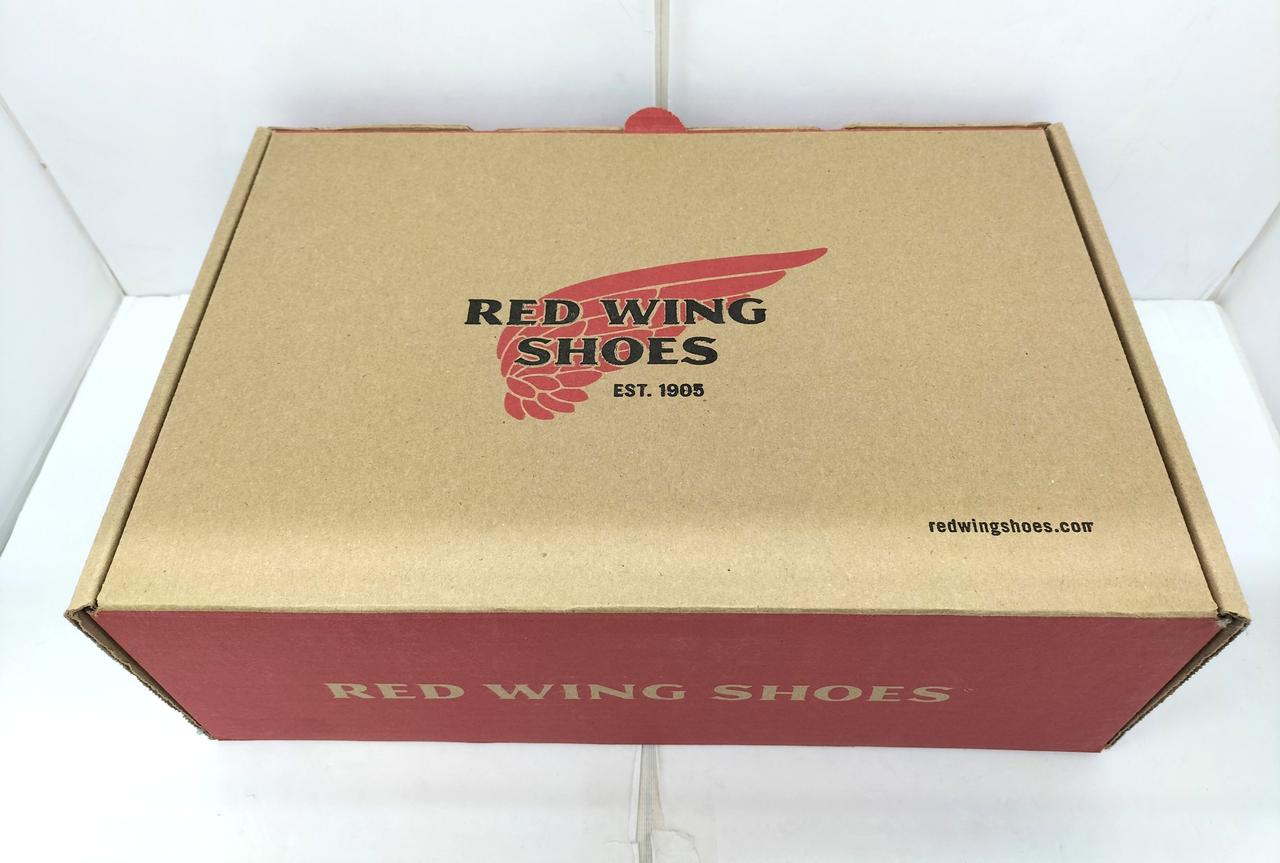 RED WING
SHOES
EST. 1905
redwingshoes.com
RED WING SHOES